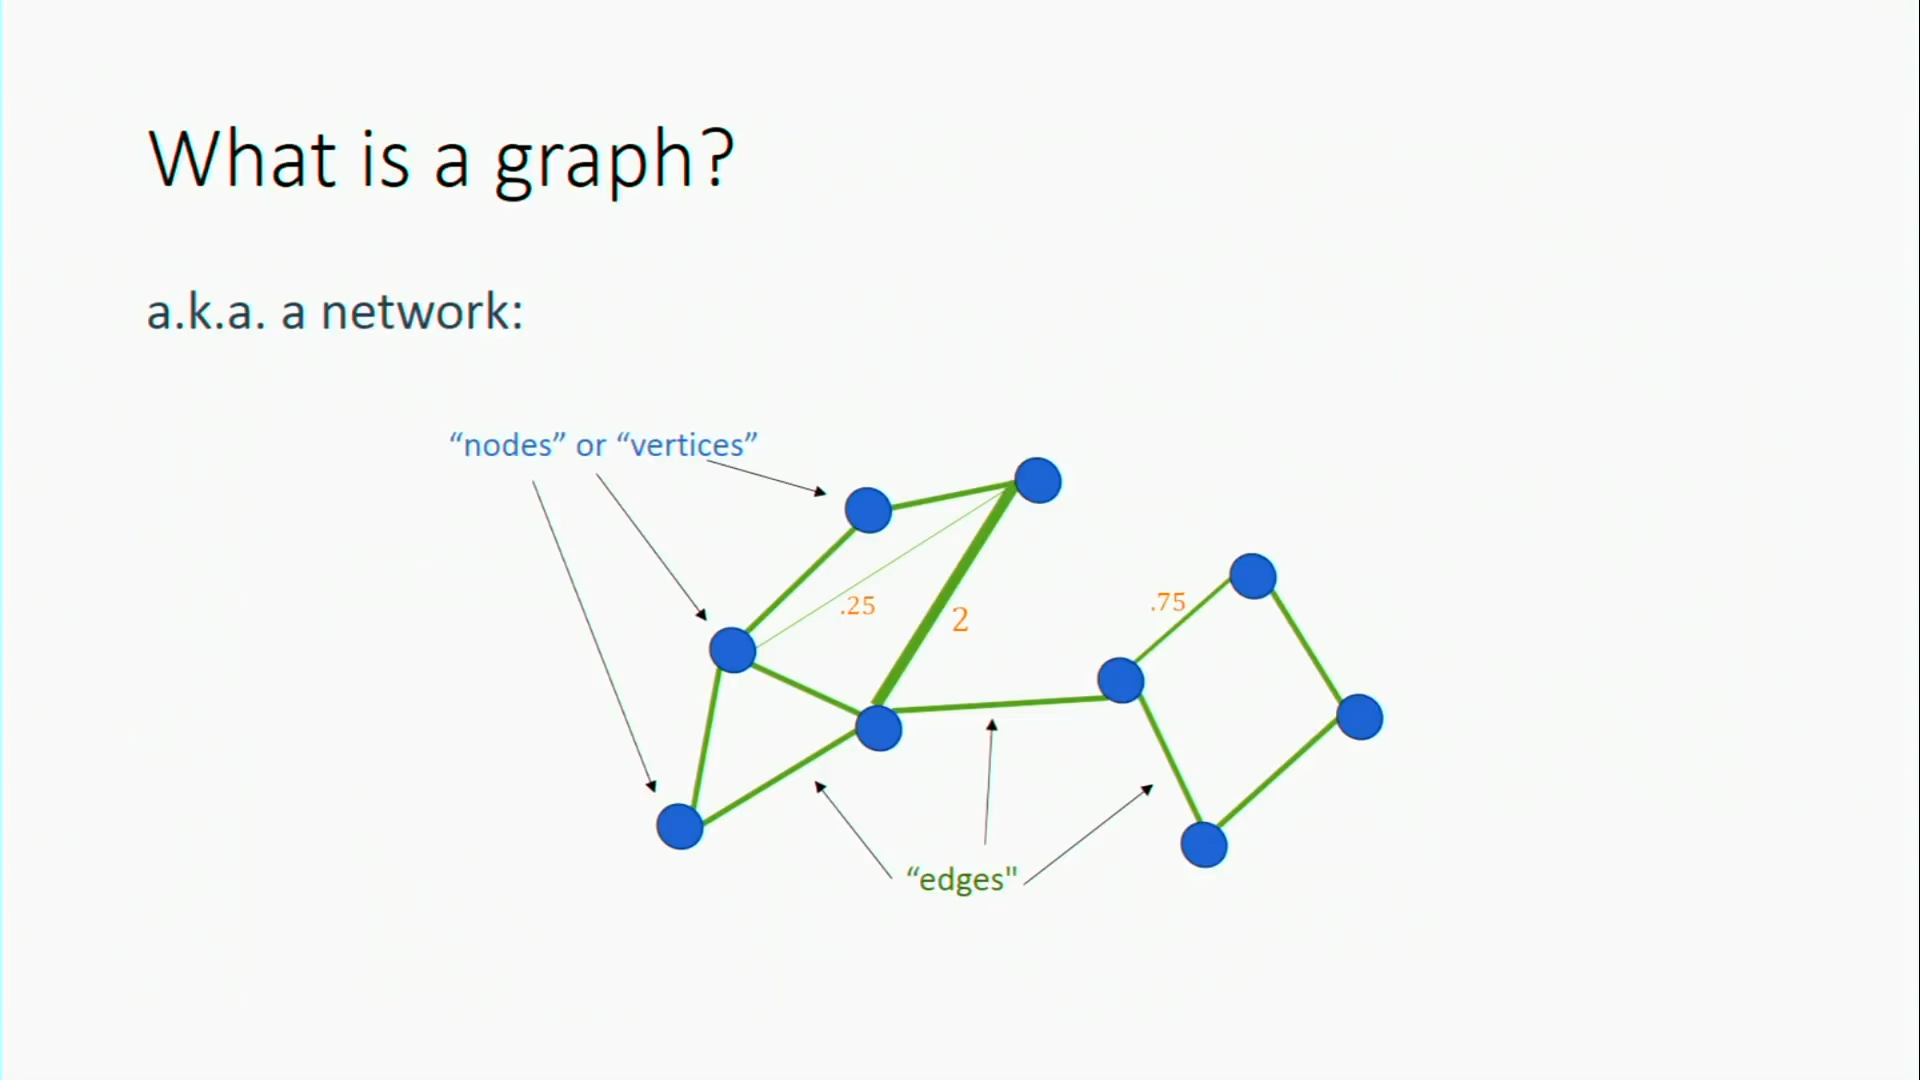 What is a graph?
a.k.a. a network:
“nodes” or “vertices”
.25
2
.75
“edges"